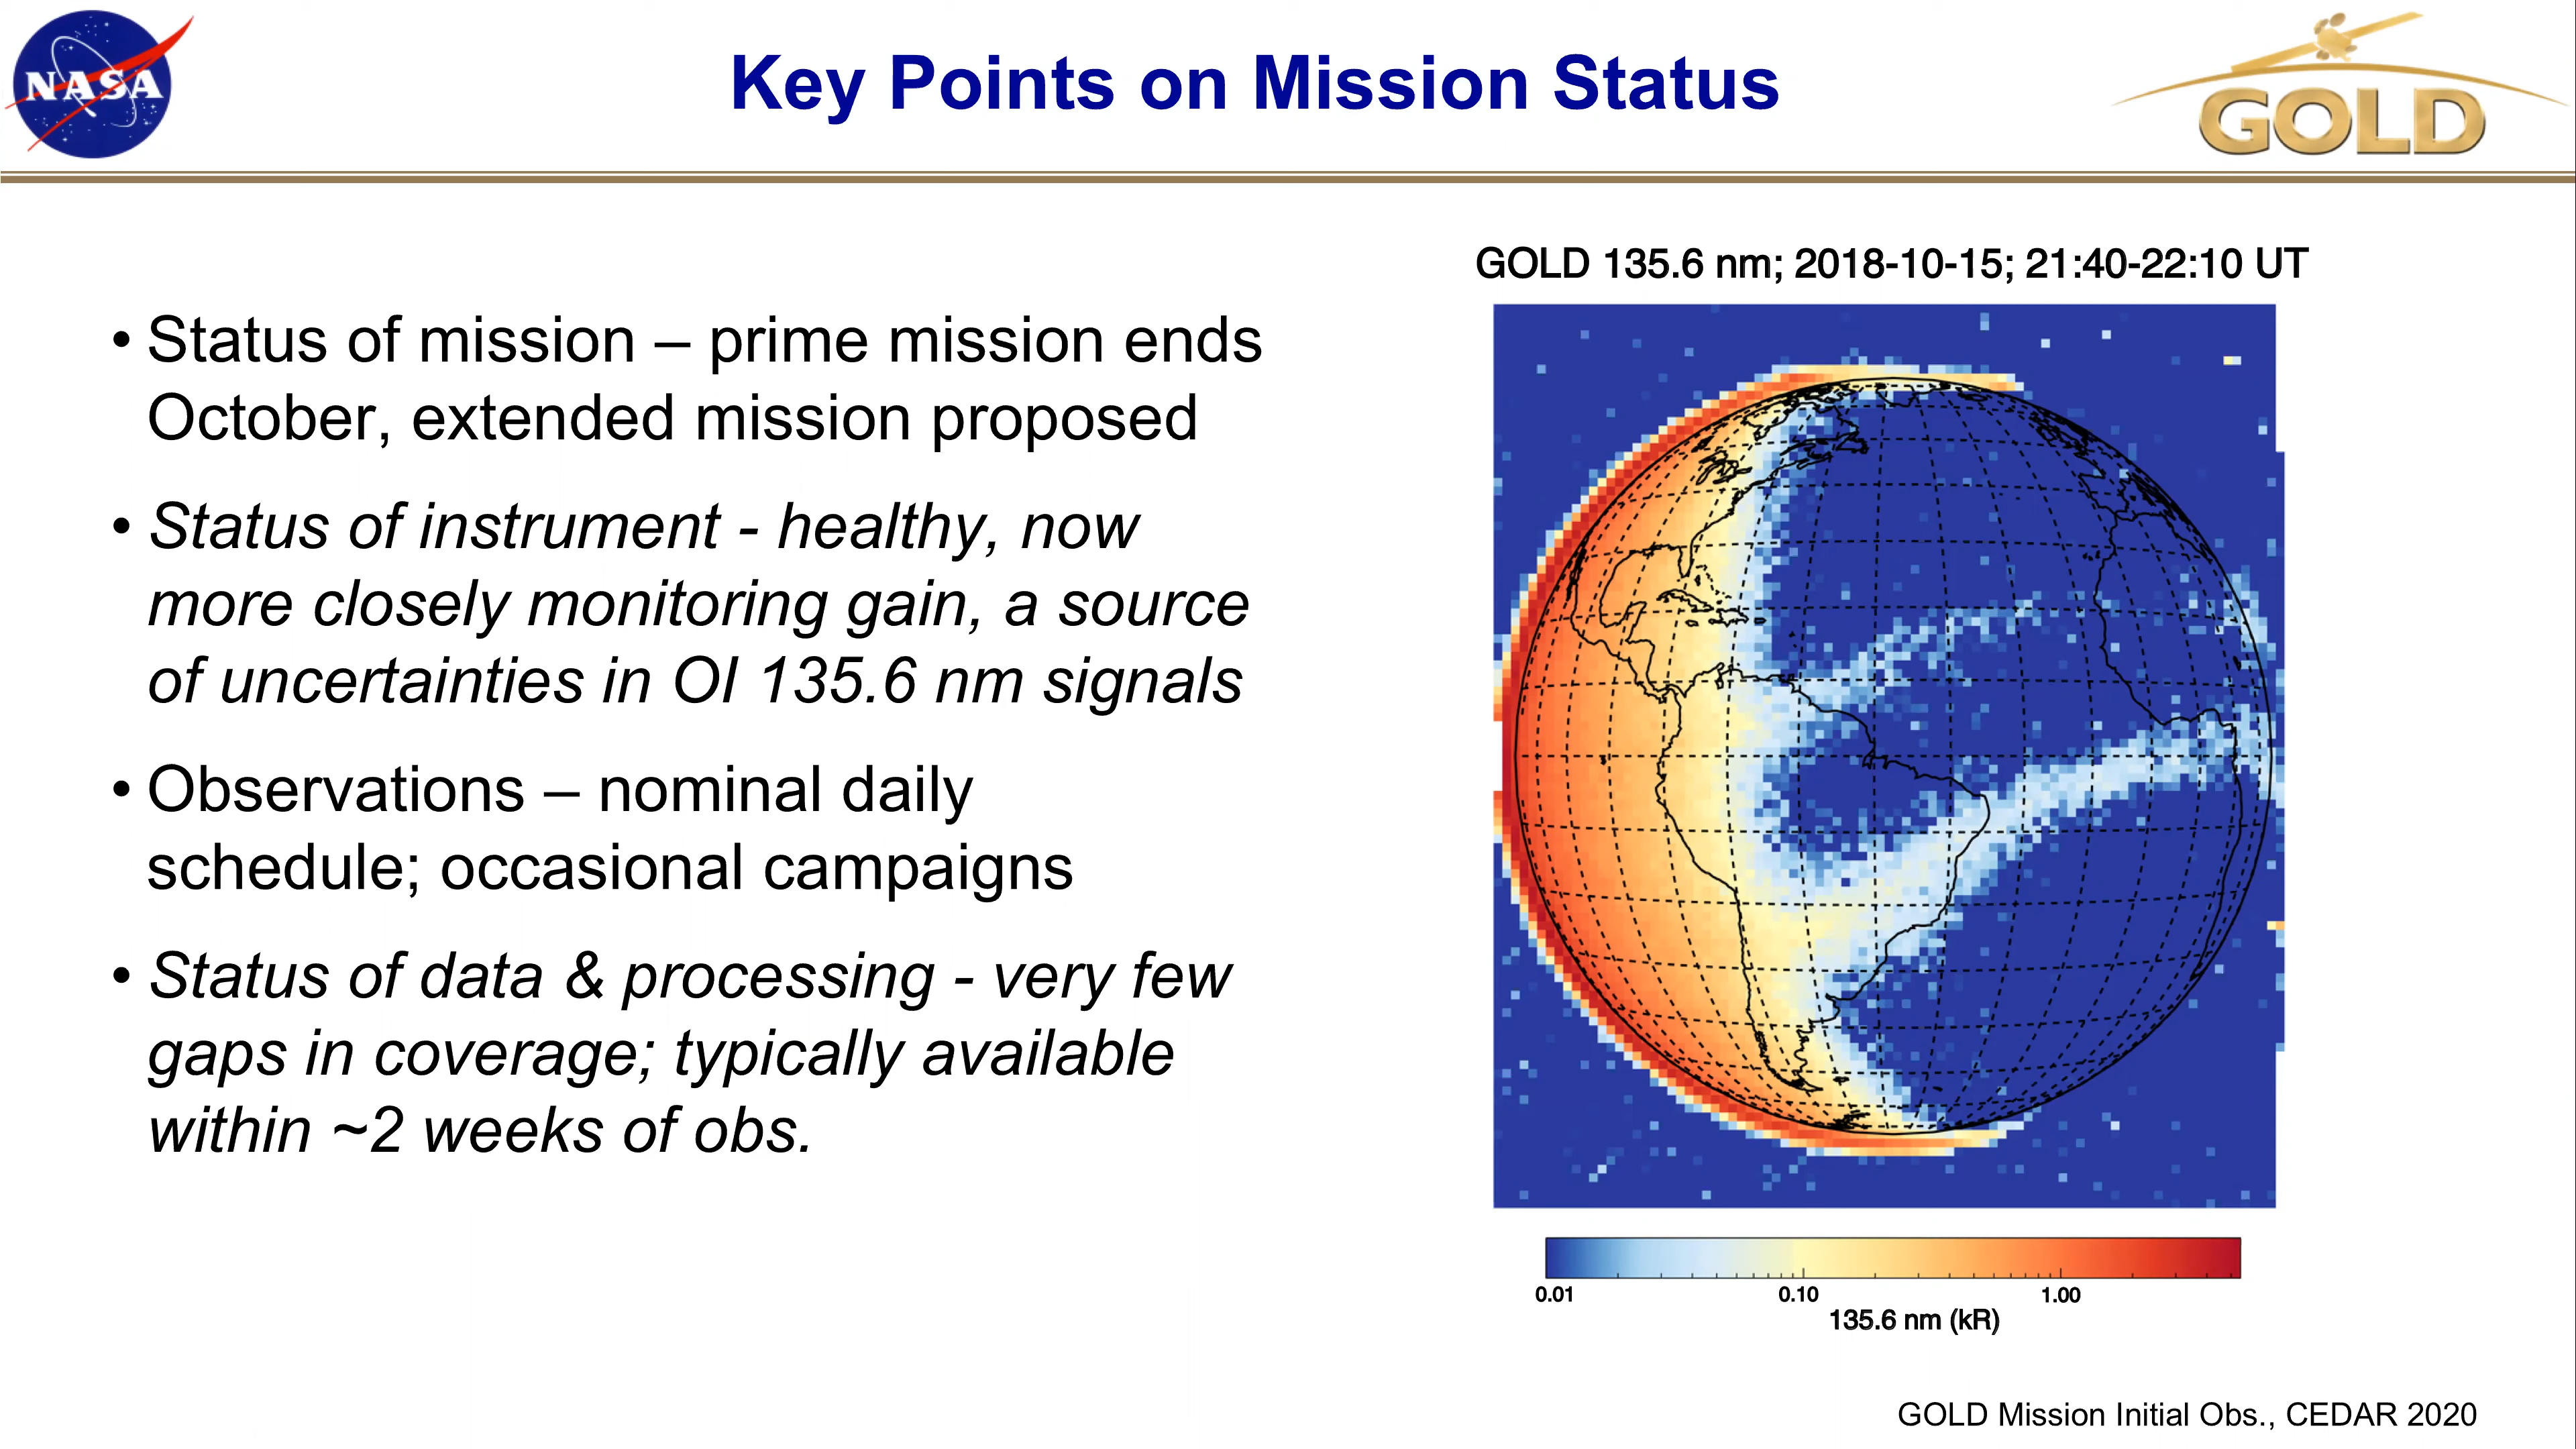 NASA
Key Points on Mission Status
GOLD
• Status of mission – prime mission ends
October, extended mission proposed
• Status of instrument - healthy, now
more closely monitoring gain, a source
of uncertainties in OI 135.6 nm signals
• Observations – nominal daily
schedule; occasional campaigns
• Status of data & processing - very few
gaps in coverage; typically available
within ~2 weeks of obs.
GOLD 135.6 nm; 2018-10-15; 21:40-22:10 UT
0.01 0.10 1.00
135.6 nm (kR)
GOLD Mission Initial Obs., CEDAR 2020